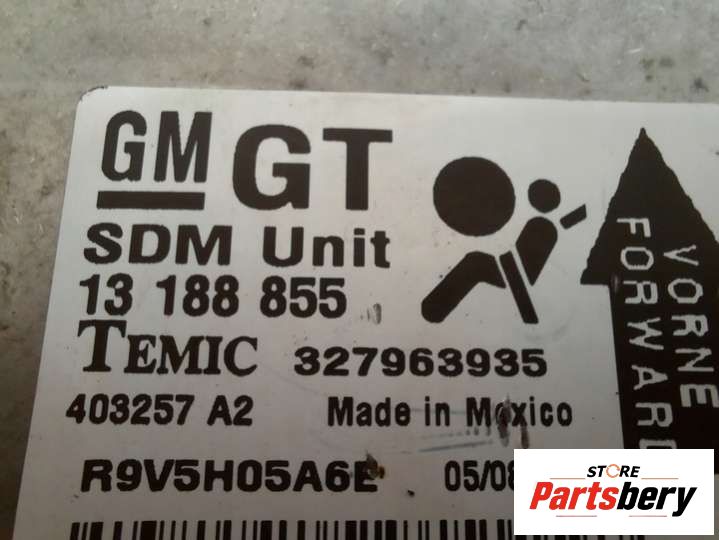 GM GT
SDM Unit
13 188 855
TEMIC 327963935
403257 A2 Made in Mexico
R9V5H05A6E 05/08
VORNE
FORWARD
STORE
Partsbery